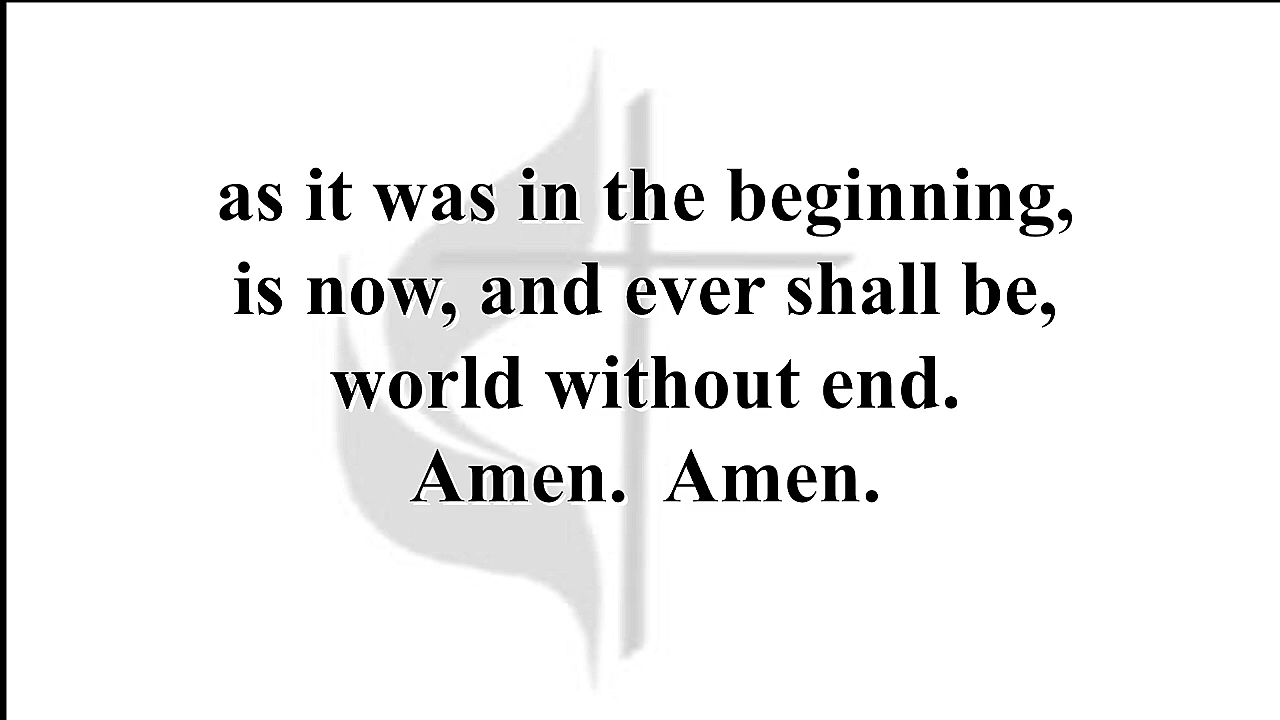 as it was in the beginning,
is now, and ever shall be,
world without end.
Amen.  Amen.